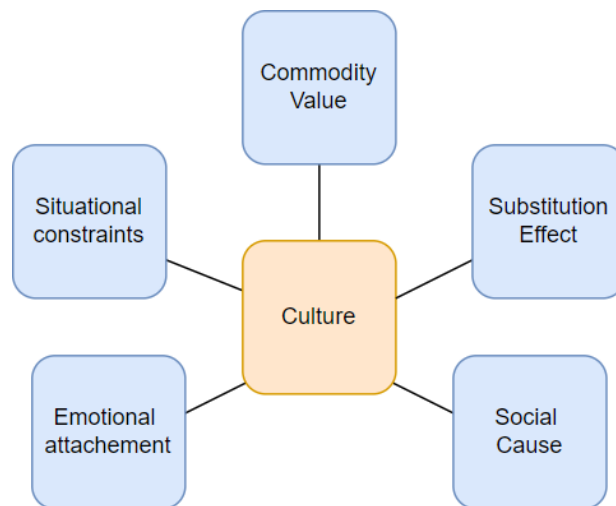 Commodity
Value
Situational
constraints
Substitution
Effect
Culture
Emotional
attachement
Social
Cause